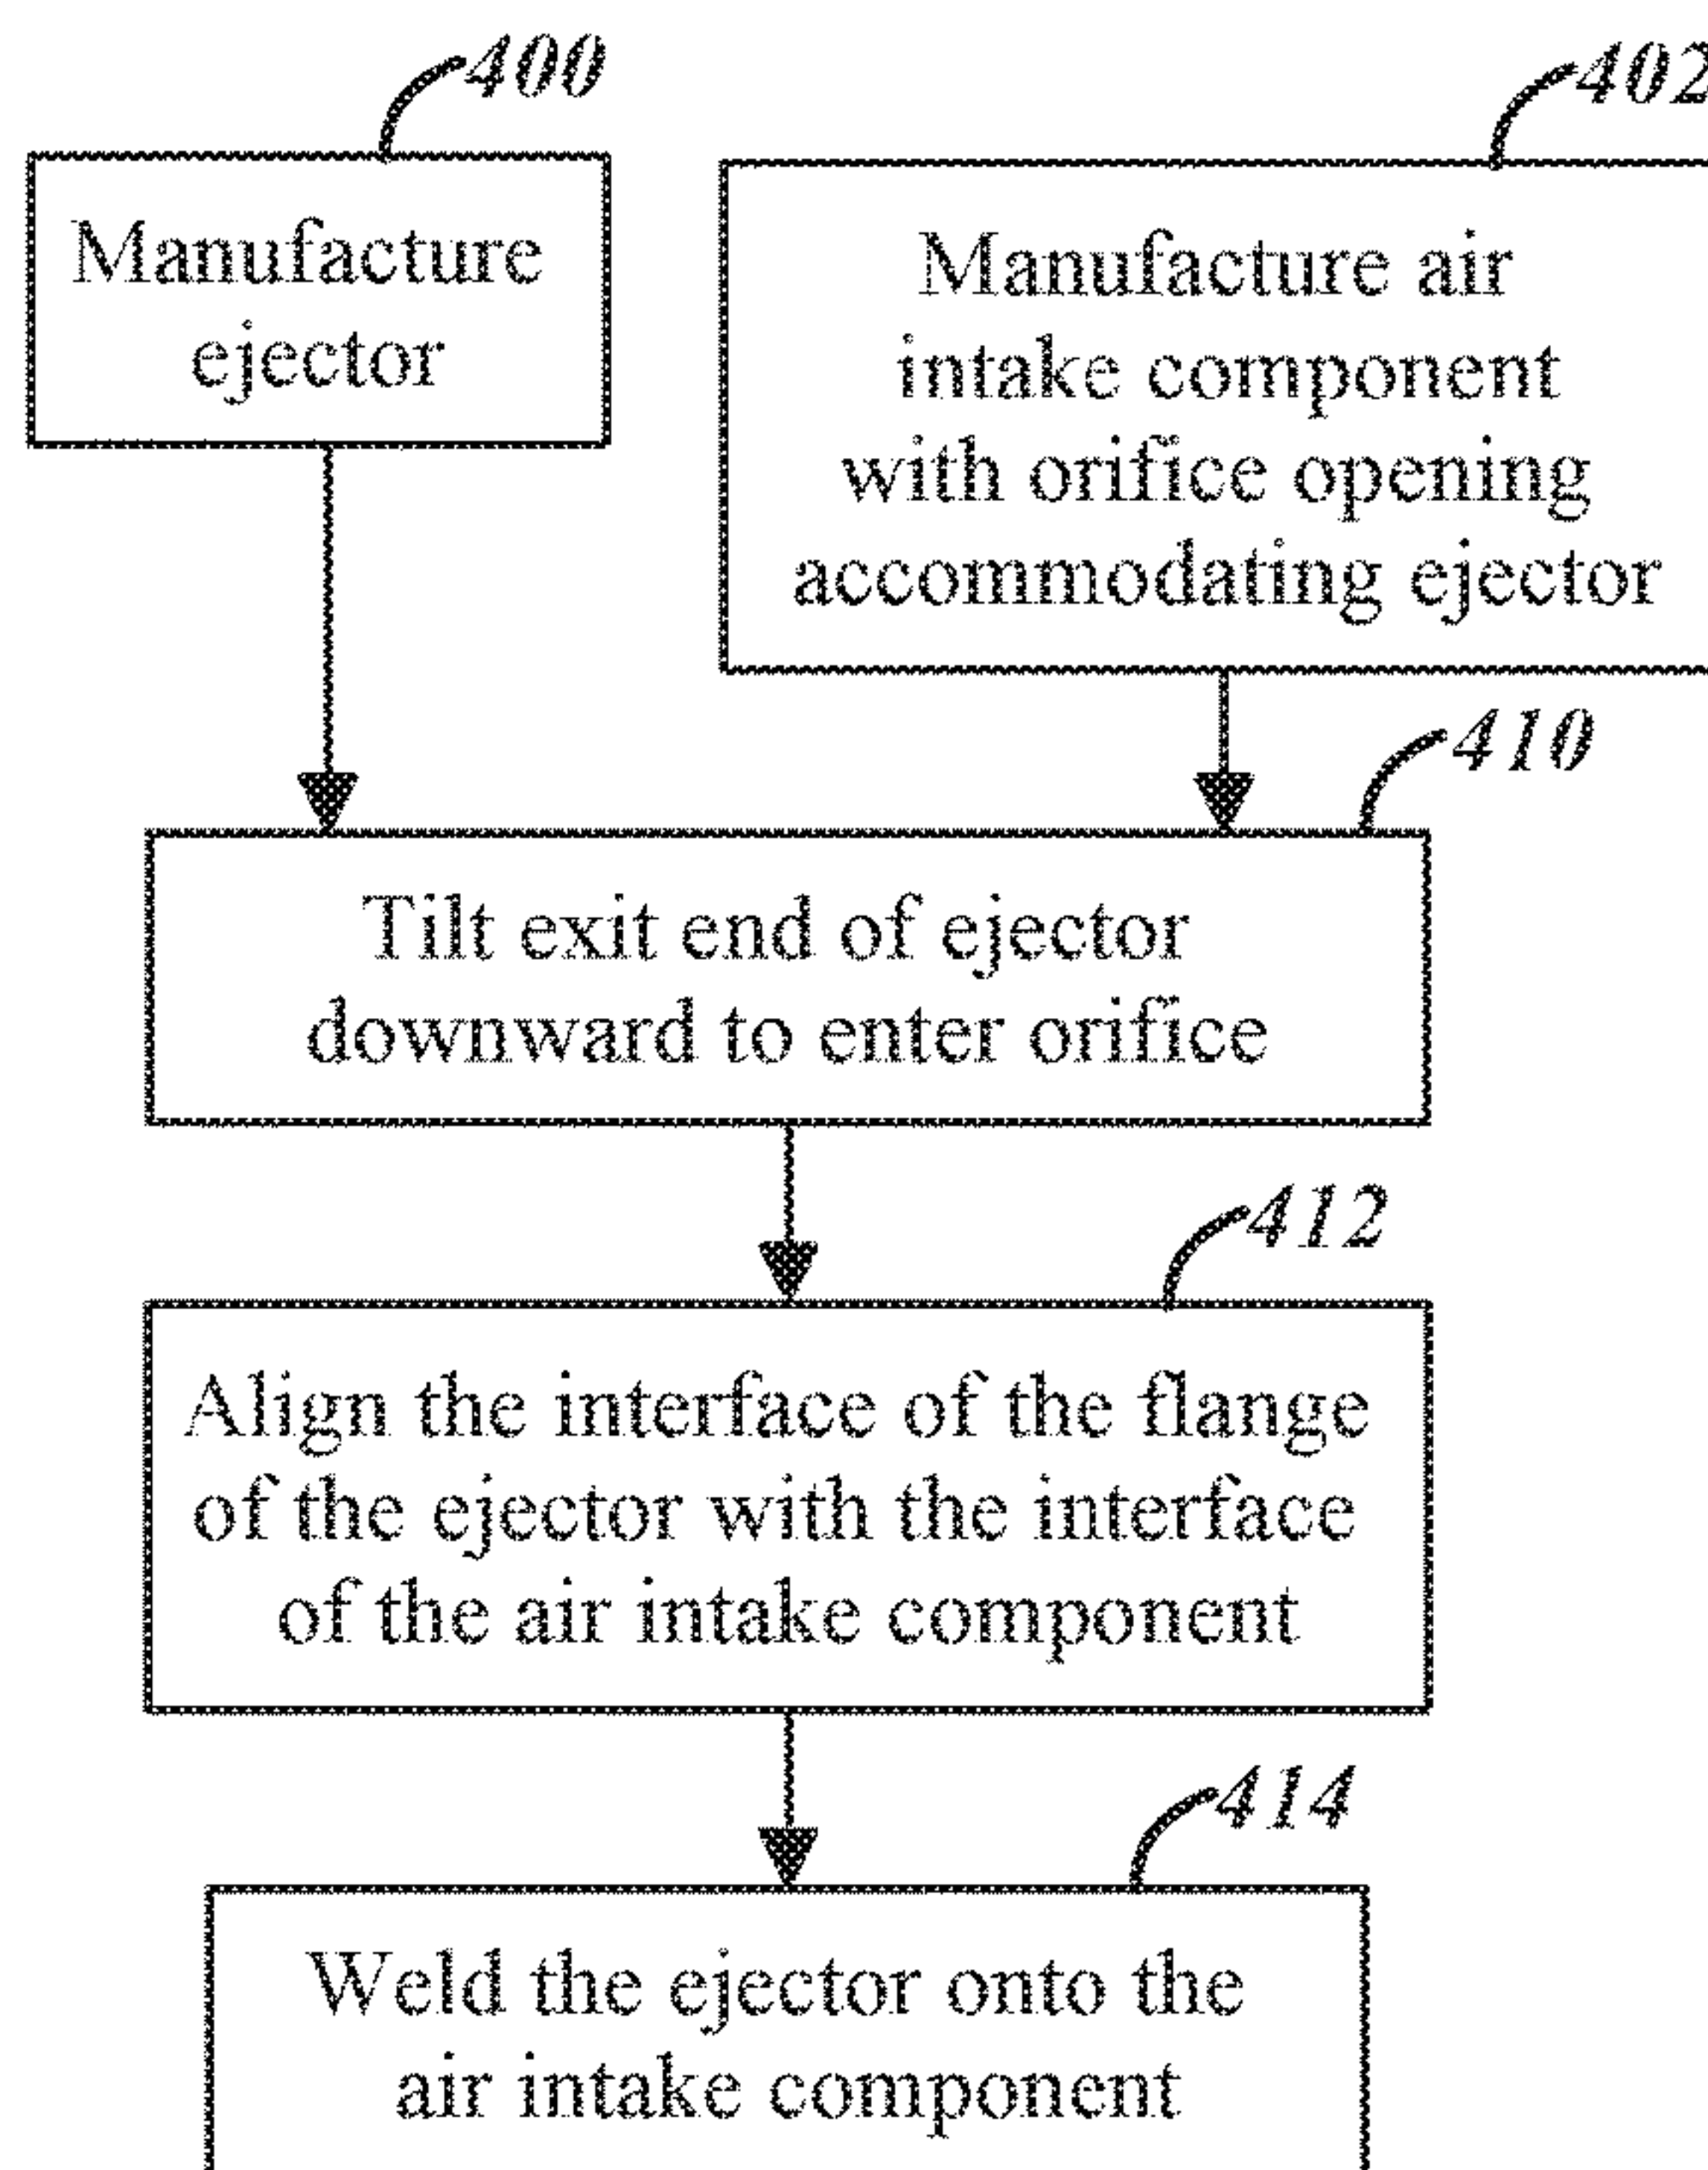 400
402
Manufacture
ejector
Manufacture air
intake component
with orifice opening
accommodating ejector
410
Tilt exit end of ejector
downward to enter orifice
412
Align the interface of the flange
of the ejector with the interface
of the air intake component
414
Weld the ejector onto the
air intake component